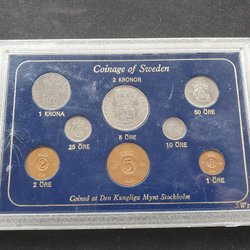 Coinage of Sweden
2 KRONOR
1 KRONA
50 ÖRE
25 ÖRE
5 ÖRE
10 ÖRE
2 ÖRE
1 ÖRE
Coined at Den Kungliga Mynt Stockholm